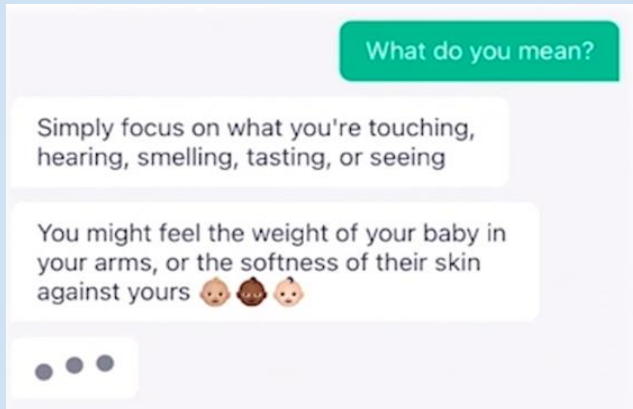 What do you mean?
Simply focus on what you're touching,
hearing, smelling, tasting, or seeing
You might feel the weight of your baby in
your arms, or the softness of their skin
against yours 👶🏽👶🏿👶🏻